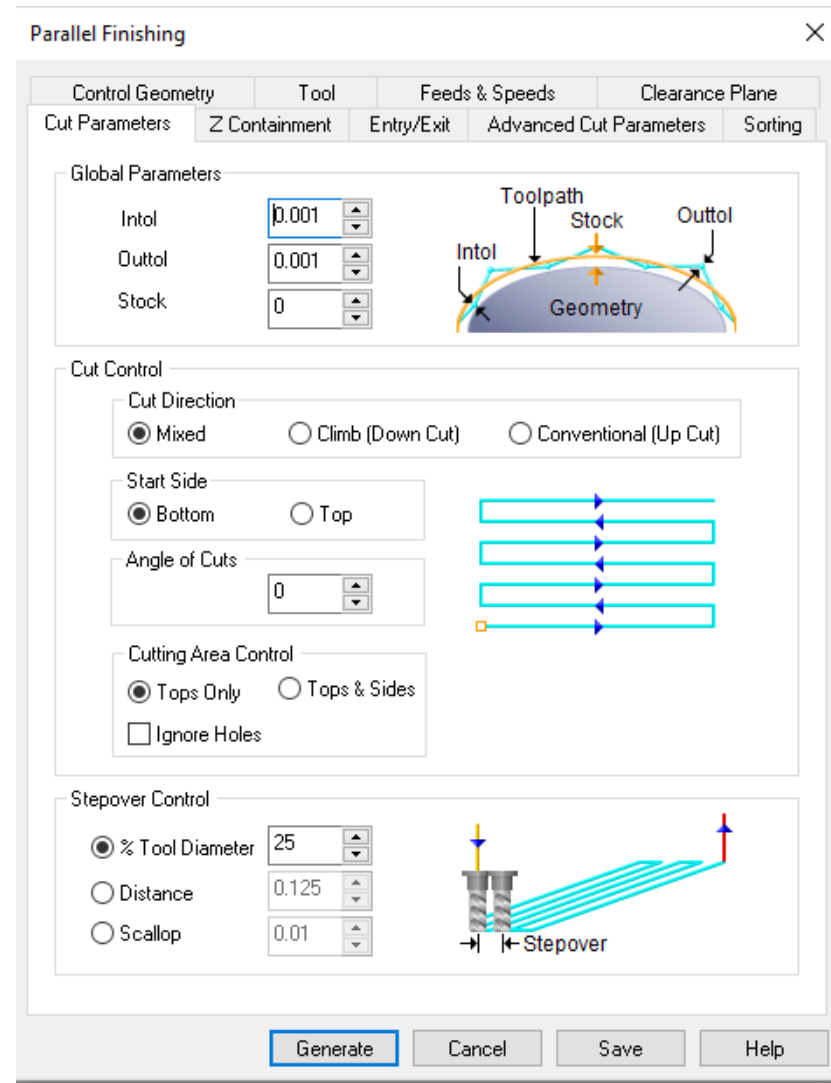 Parallel Finishing
Control Geometry Tool Feeds & Speeds Clearance Plane
Cut Parameters Z Containment Entry/Exit Advanced Cut Parameters Sorting
Global Parameters
Intol 0.001
Outtol 0.001
Stock 0
Toolpath
Stock Outtol
Intol
Geometry
Cut Control
Cut Direction
Mixed Climb (Down Cut) Conventional (Up Cut)
Start Side
Bottom Top
Angle of Cuts
0
Cutting Area Control
Tops Only Tops & Sides
Ignore Holes
Stepover Control
% Tool Diameter 25
Distance 0.125
Scallop 0.01
Stepover
Generate Cancel Save Help